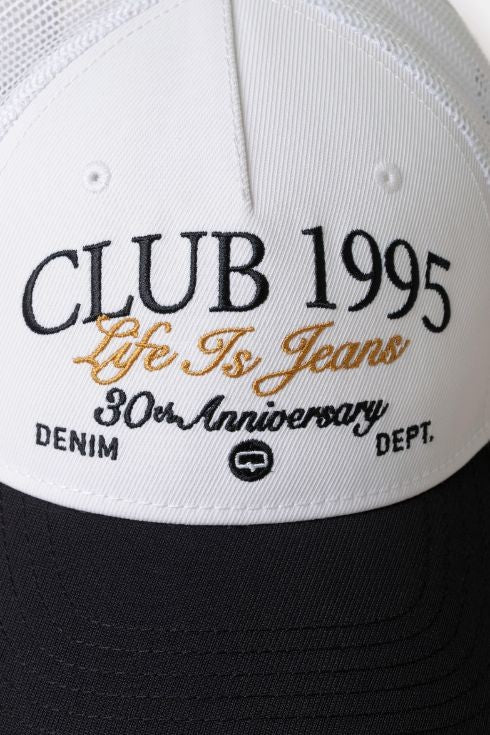 CLUB 1995
Life Is Jeans
30th Anniversary
DENIM DEPT.